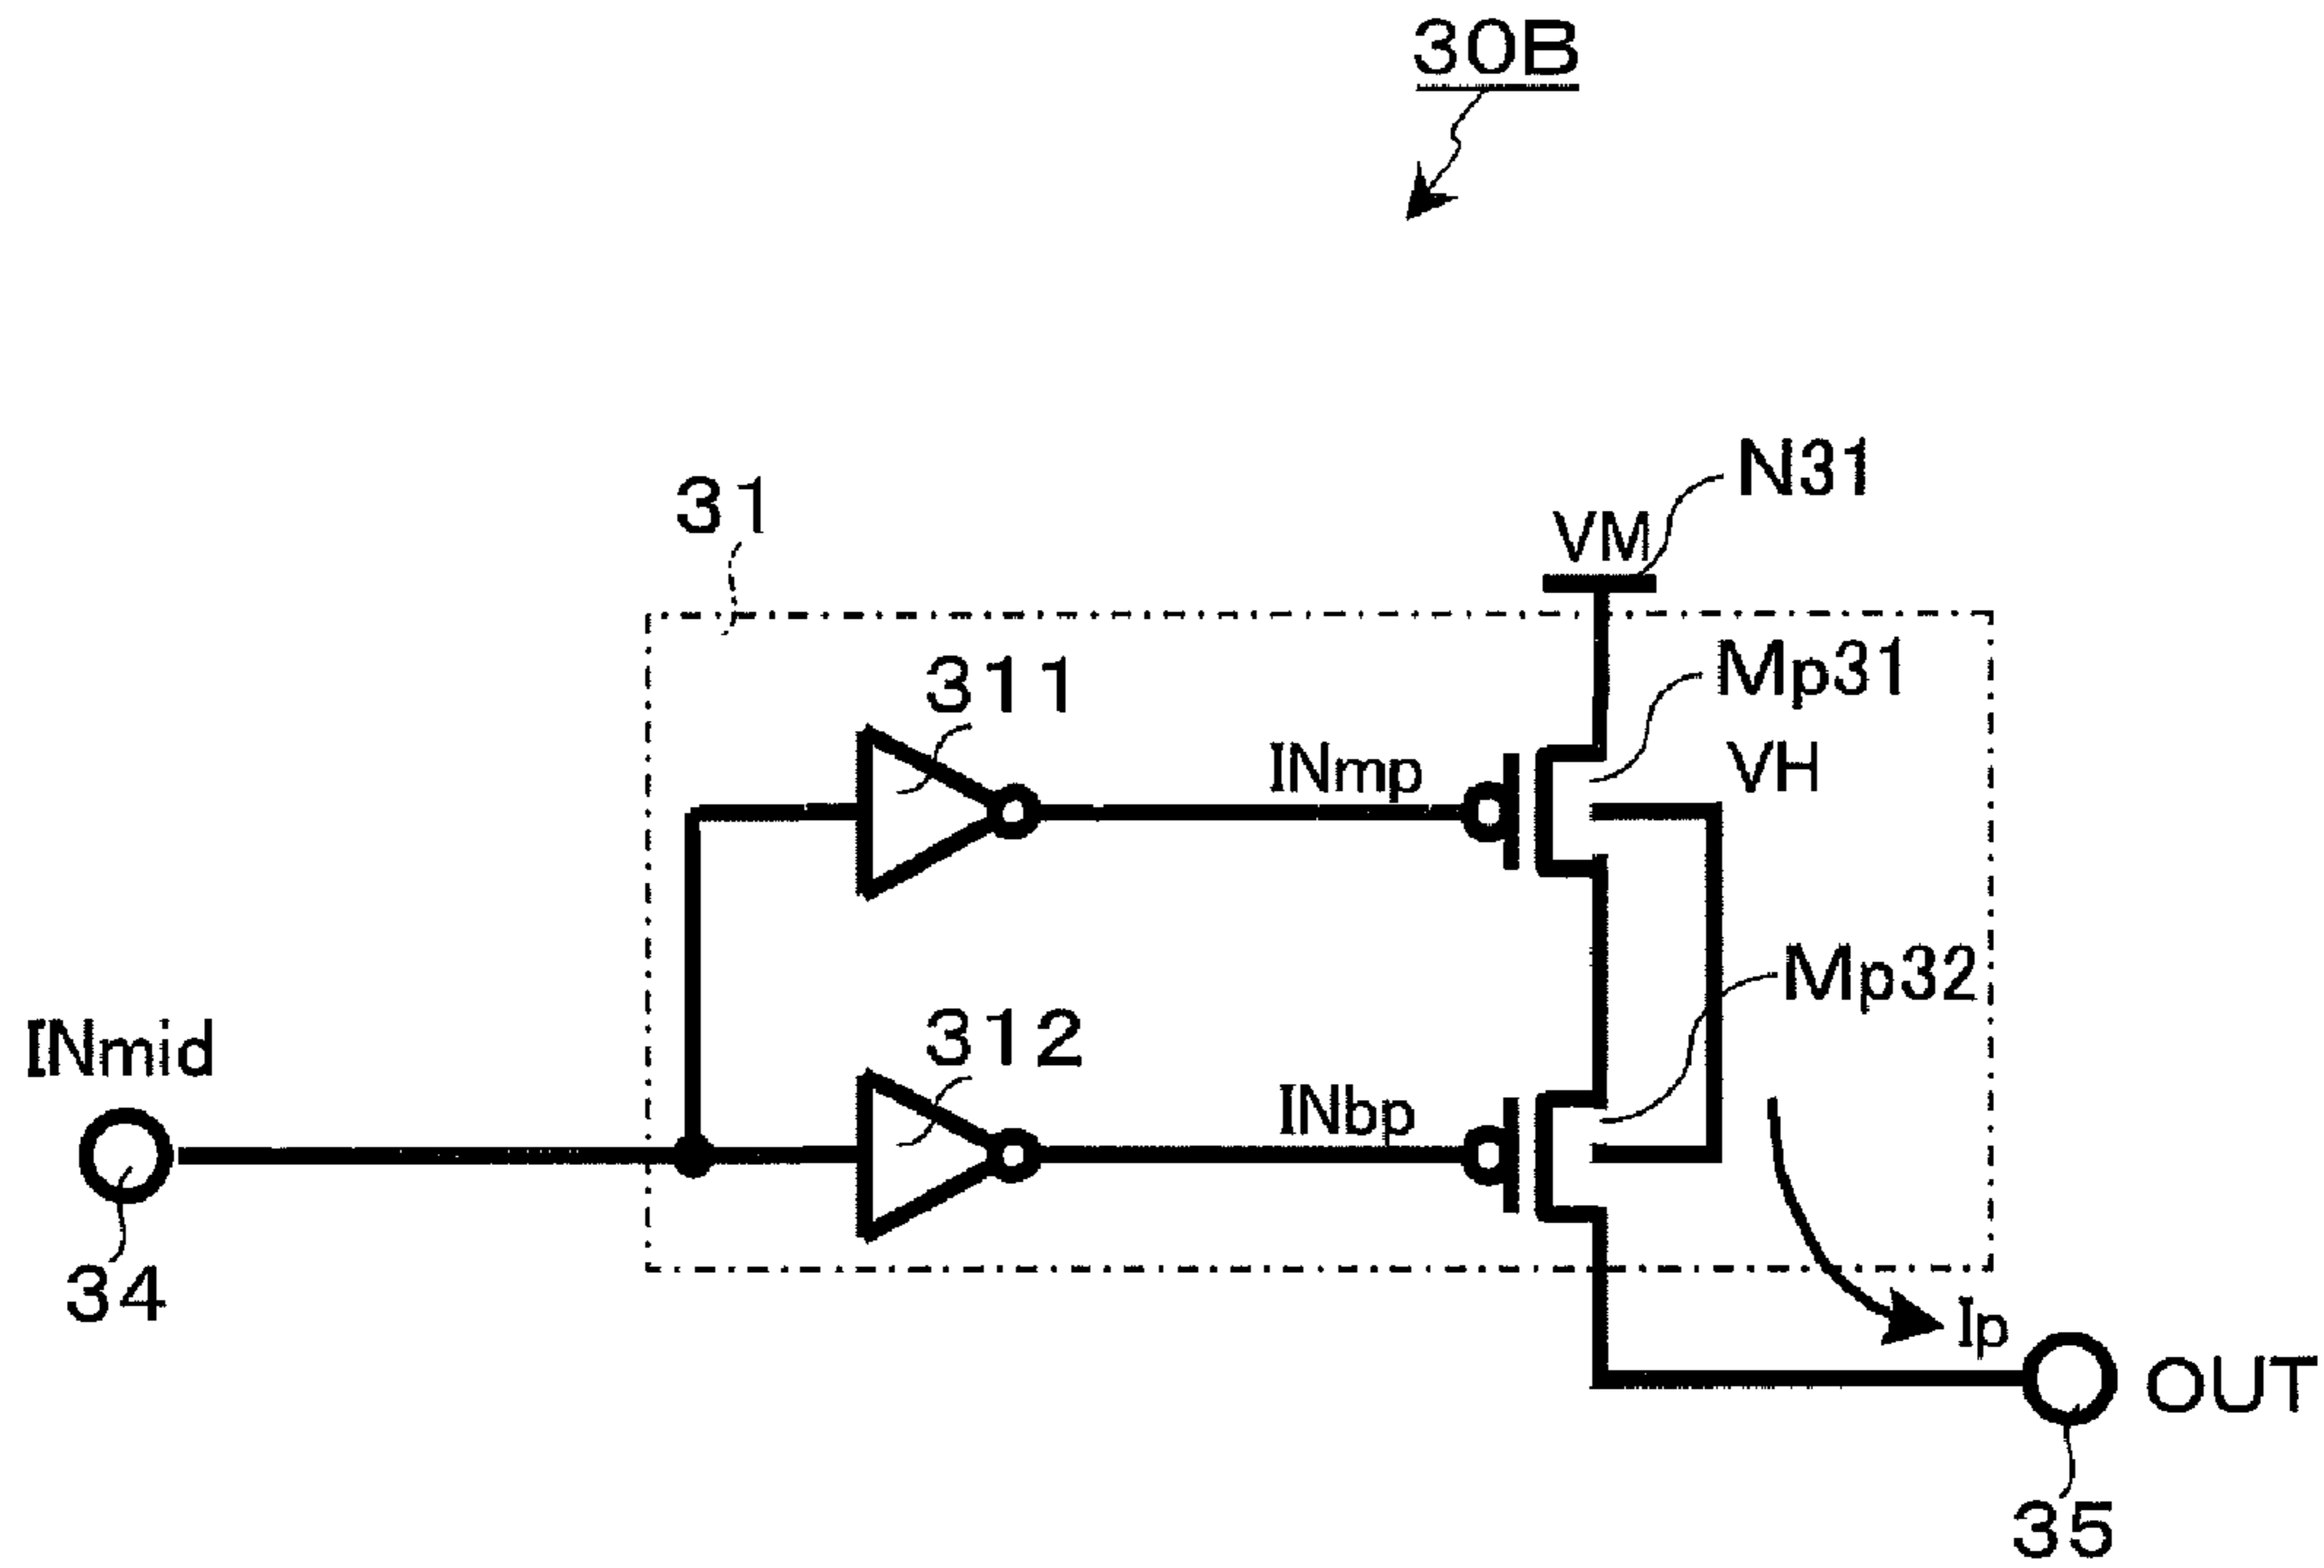 30B
N31
31
VM
Mp31
311
INmp
VH
Mp32
312
INmid
INbp
34
Ip
OUT
35